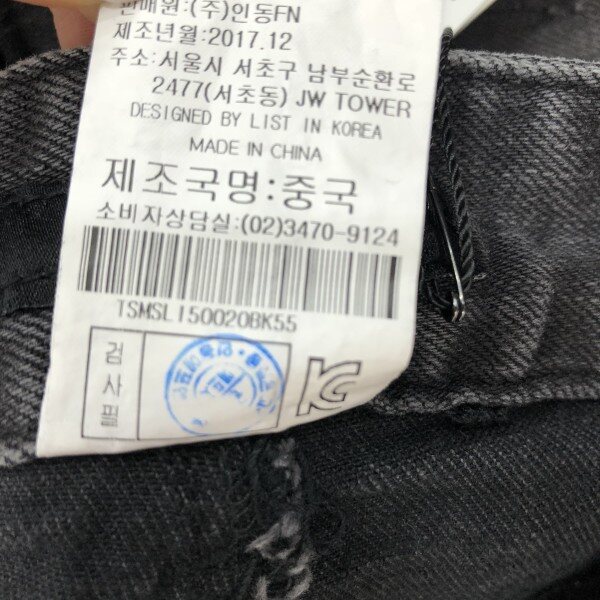 판매원:(주)인동FN
제조년월:2017.12
주소:서울시 서초구 남부순환로
2477(서초동) JW TOWER
DESIGNED BY LIST IN KOREA
MADE IN CHINA
제조국명:중국
소비자상담실:(02)3470-9124
TSMSL150020BK55
검사필